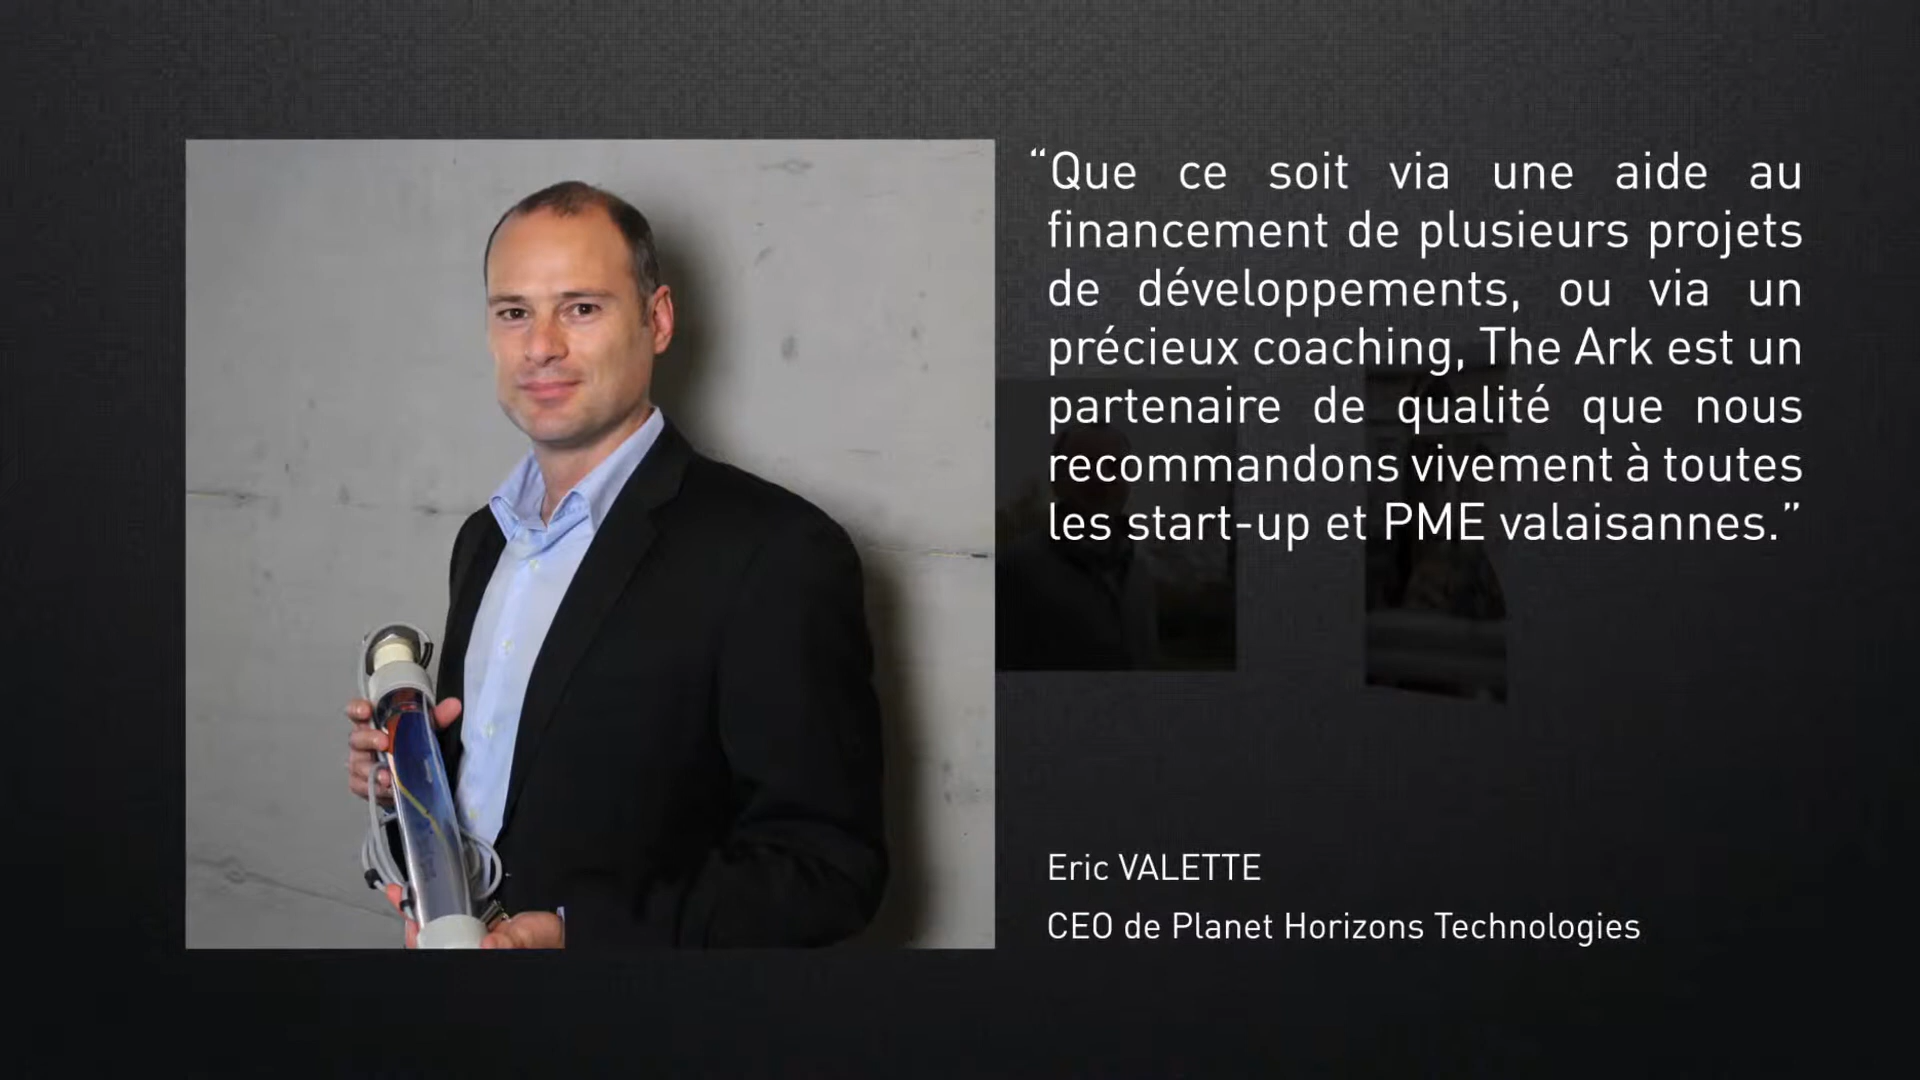 “Que ce soit via une aide au
financement de plusieurs projets
de développements, ou via un
précieux coaching, The Ark est un
partenaire de qualité que nous
recommandons vivement à toutes
les start-up et PME valaisannes.”
Eric VALETTE
CEO de Planet Horizons Technologies